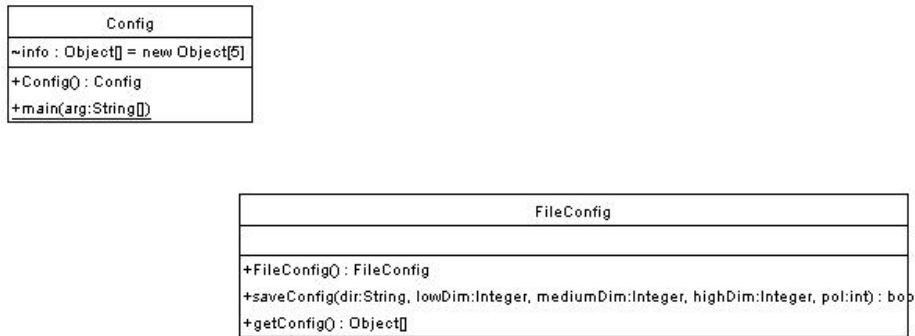 Config
~info : Object[] = new Object[5]
+Config() : Config
+main(arg:String[])
FileConfig
+FileConfig() : FileConfig
+saveConfig(dir:String, lowDim:Integer, mediumDim:Integer, highDim:Integer, pol:int) : boo
+getConfig() : Object[]